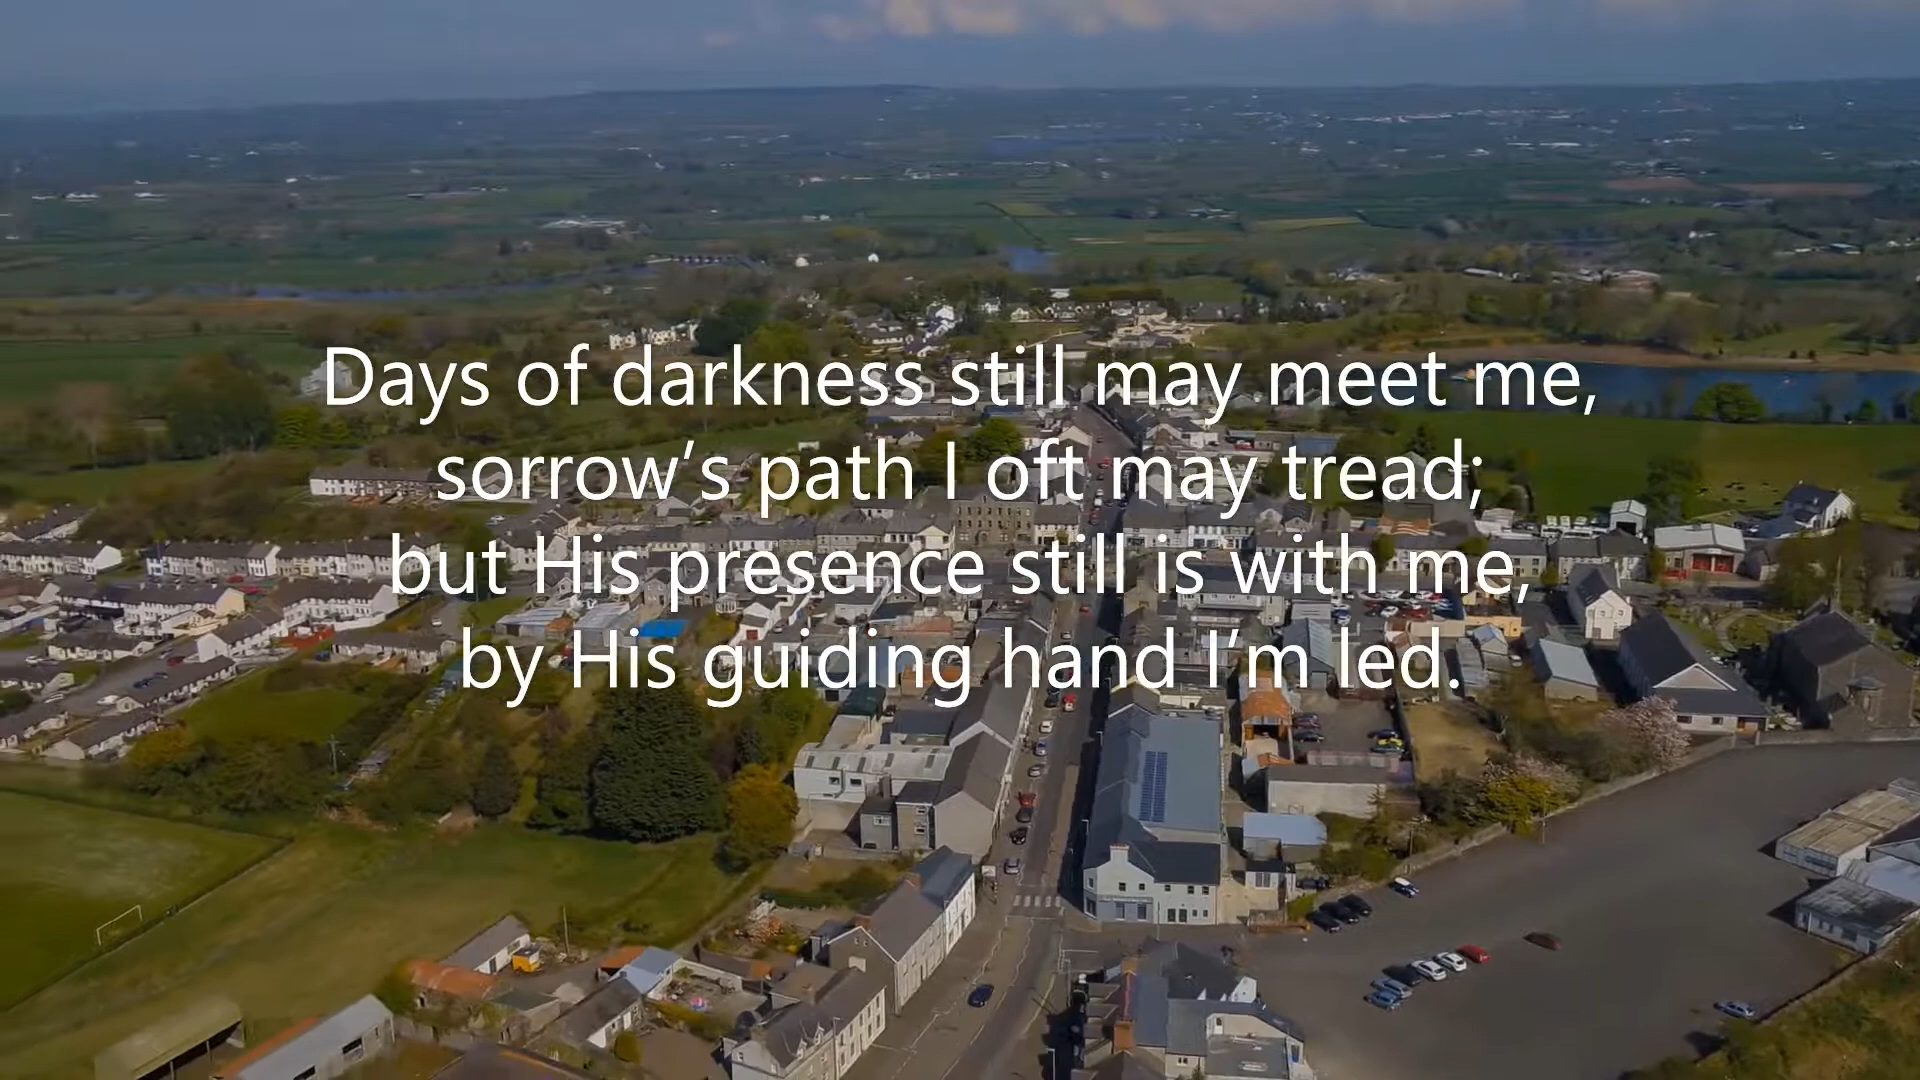 Days of darkness still may meet me,
sorrow’s path I oft may tread;
but His presence still is with me,
by His guiding hand I’m led.